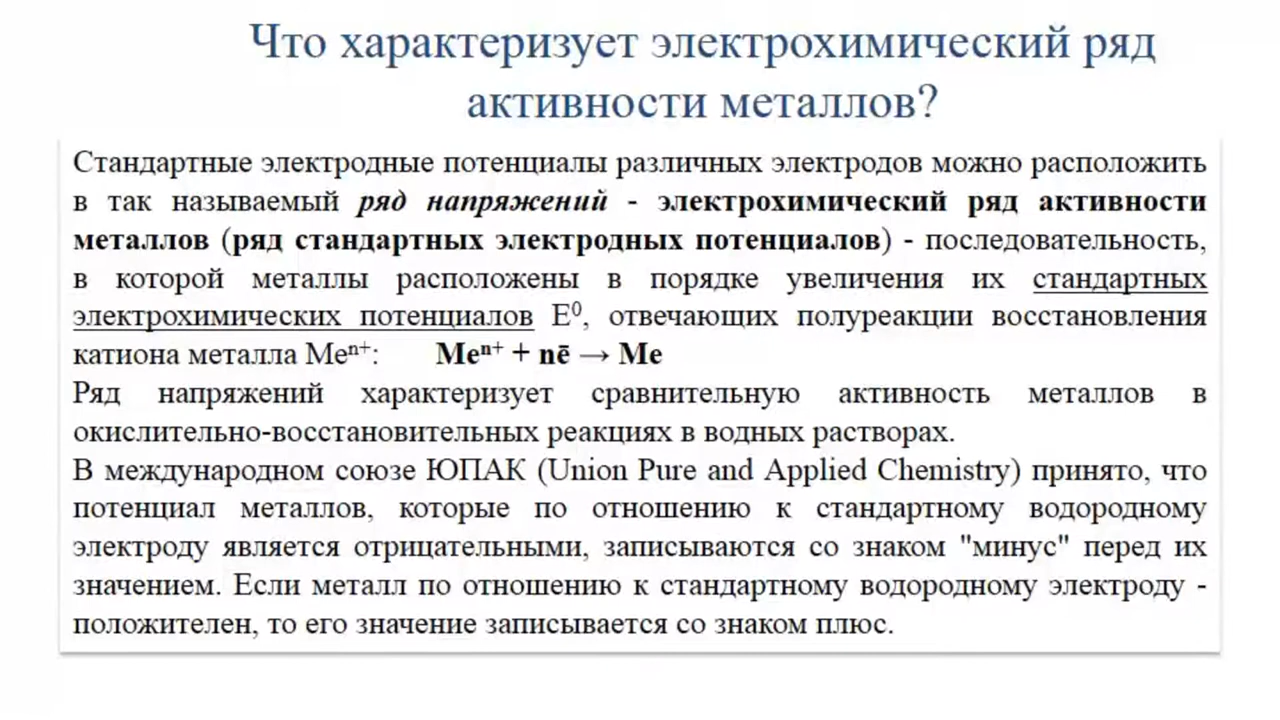 Что характеризует электрохимический ряд
активности металлов?
Стандартные электродные потенциалы различных электродов можно расположить
в так называемый ряд напряжений - электрохимический ряд активности
металлов (ряд стандартных электродных потенциалов) - последовательность,
в которой металлы расположены в порядке увеличения их стандартных
электрохимических потенциалов E⁰, отвечающих полуреакции восстановления
катиона металла Meⁿ⁺: Meⁿ⁺ + nē → Me
Ряд напряжений характеризует сравнительную активность металлов в
окислительно-восстановительных реакциях в водных растворах.
В международном союзе ЮПАК (Union Pure and Applied Chemistry) принято, что
потенциал металлов, которые по отношению к стандартному водородному
электроду является отрицательными, записываются со знаком "минус" перед их
значением. Если металл по отношению к стандартному водородному электроду -
положителен, то его значение записывается со знаком плюс.